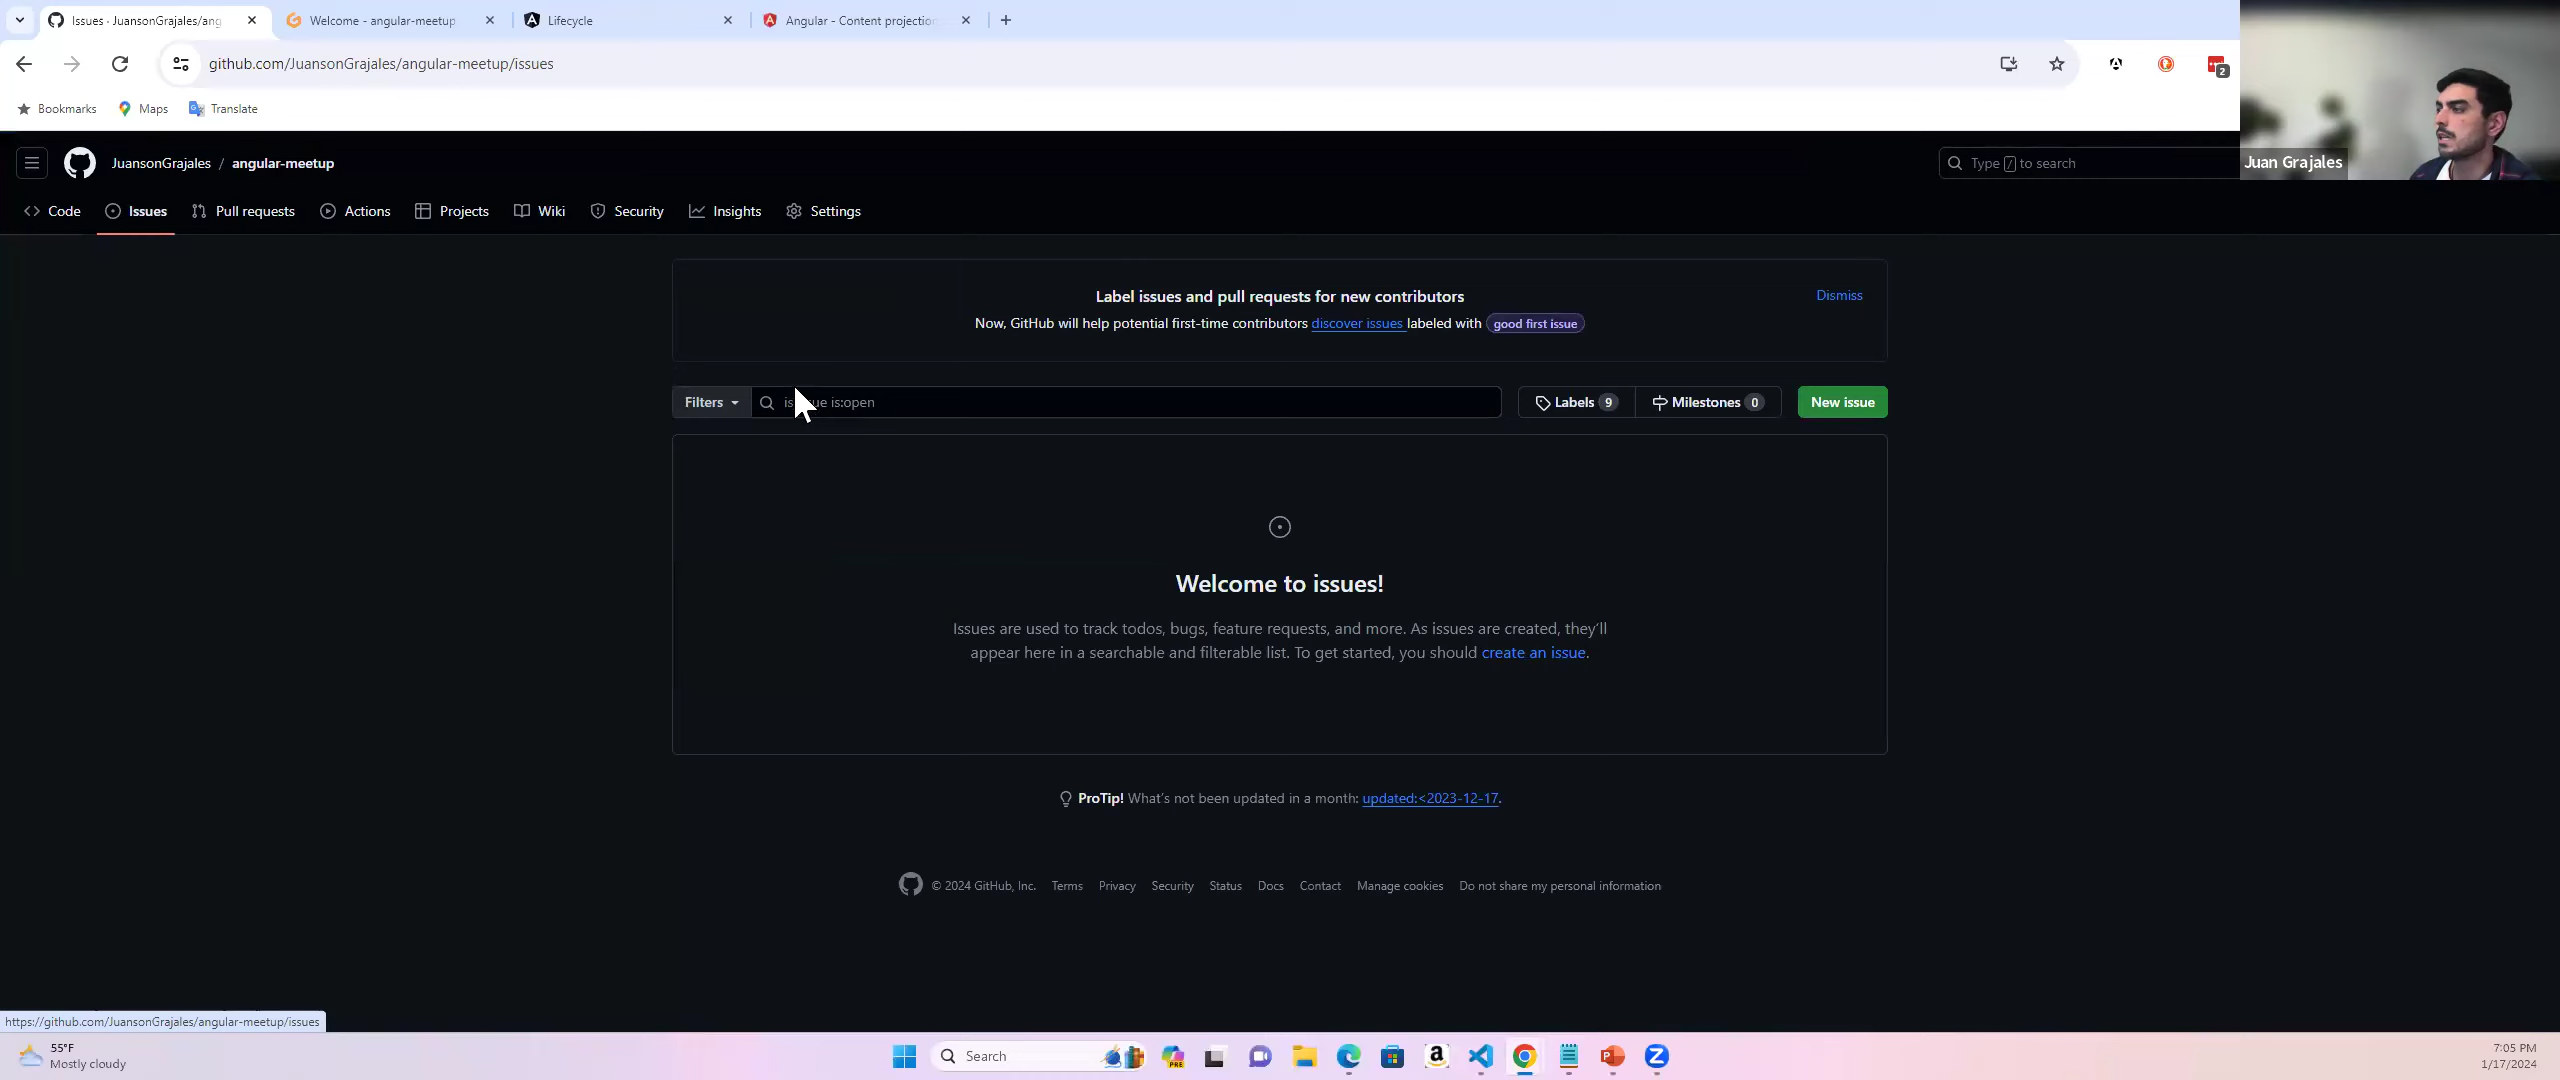 Issues · JuansonGrajales/ang
Welcome - angular-meetup
Lifecycle
Angular - Content projection
github.com/JuansonGrajales/angular-meetup/issues
2
Bookmarks
Maps
Translate
JuansonGrajales / angular-meetup
Type / to search
Juan Grajales
Code
Issues
Pull requests
Actions
Projects
Wiki
Security
Insights
Settings
Label issues and pull requests for new contributors
Dismiss
Now, GitHub will help potential first-time contributors discover issues labeled with good first issue
Filters
is:open
Labels 9
Milestones 0
New issue
Welcome to issues!
Issues are used to track todos, bugs, feature requests, and more. As issues are created, they'll
appear here in a searchable and filterable list. To get started, you should create an issue.
ProTip! What's not been updated in a month: updated:<2023-12-17.
© 2024 GitHub, Inc.
Terms
Privacy
Security
Status
Docs
Contact
Manage cookies
Do not share my personal information
https://github.com/JuansonGrajales/angular-meetup/issues
55°F
Mostly cloudy
Search
PRE
7:05 PM
1/17/2024